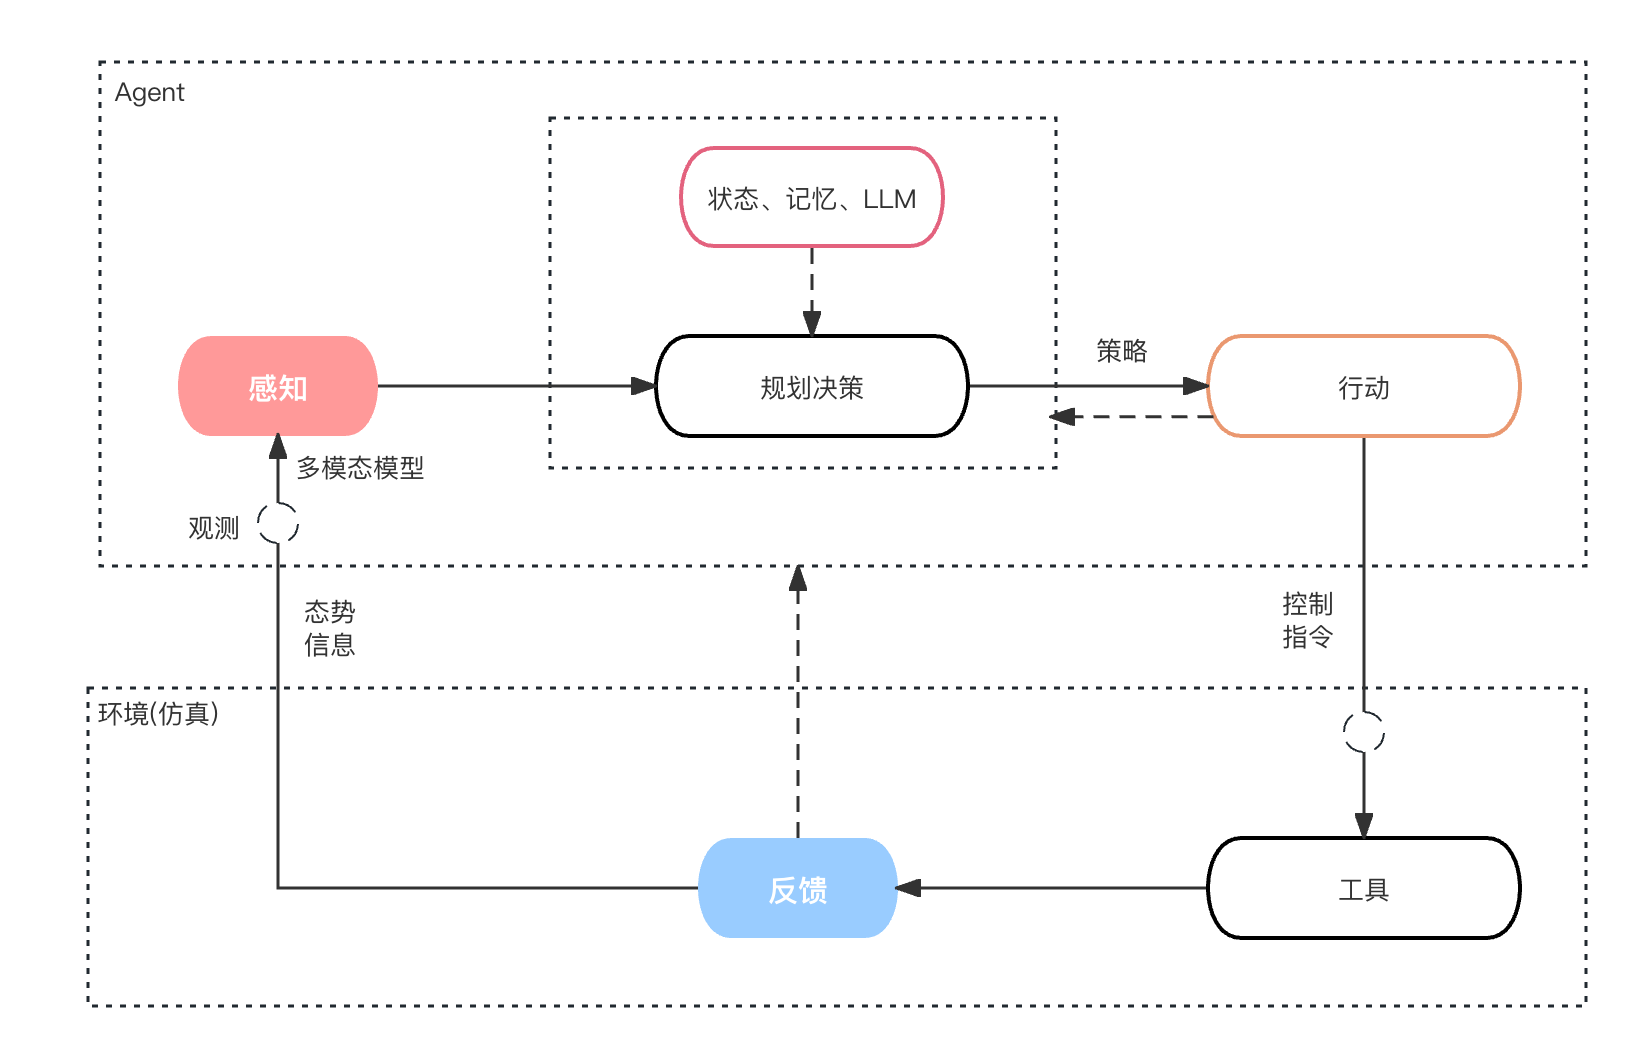 Agent
状态、记忆、LLM
感知
规划决策
策略
行动
多模态模型
观测
态势
信息
控制
指令
环境(仿真)
反馈
工具